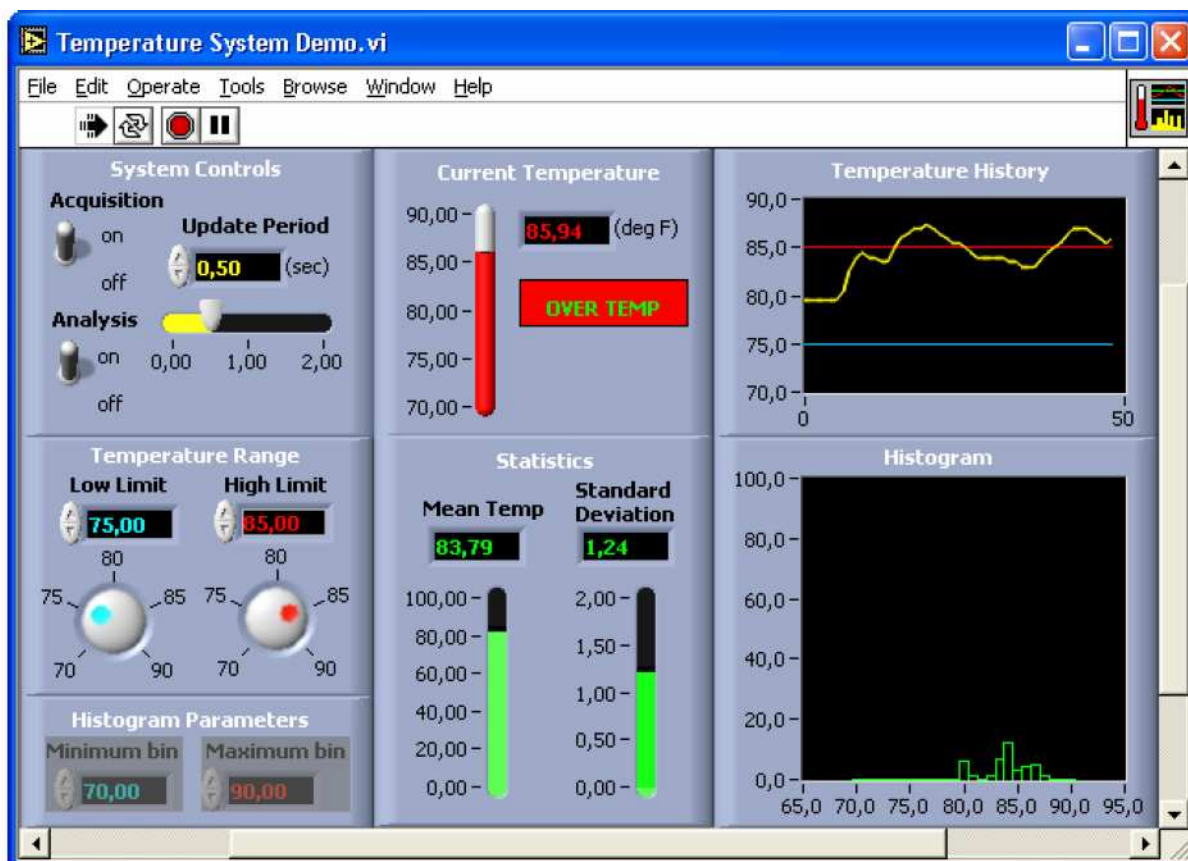 Temperature System Demo.vi
File Edit Operate Tools Browse Window Help
System Controls
Acquisition
on
off
Update Period
0,50 (sec)
Analysis
on
off
0,00 1,00 2,00
Current Temperature
90,00
85,00
80,00
75,00
70,00
85,94 (deg F)
OVER TEMP
Temperature History
90,0
85,0
80,0
75,0
70,0
0 50
Temperature Range
Low Limit
75,00
80
75 85
70 90
High Limit
85,00
80
75 85
70 90
Statistics
Mean Temp
83,79
100,00
80,00
60,00
40,00
20,00
0,00
Standard
Deviation
1,24
2,00
1,50
1,00
0,50
0,00
Histogram
100,0
80,0
60,0
40,0
20,0
0,0
65,0 70,0 75,0 80,0 85,0 90,0 95,0
Histogram Parameters
Minimum bin
70,00
Maximum bin
90,00